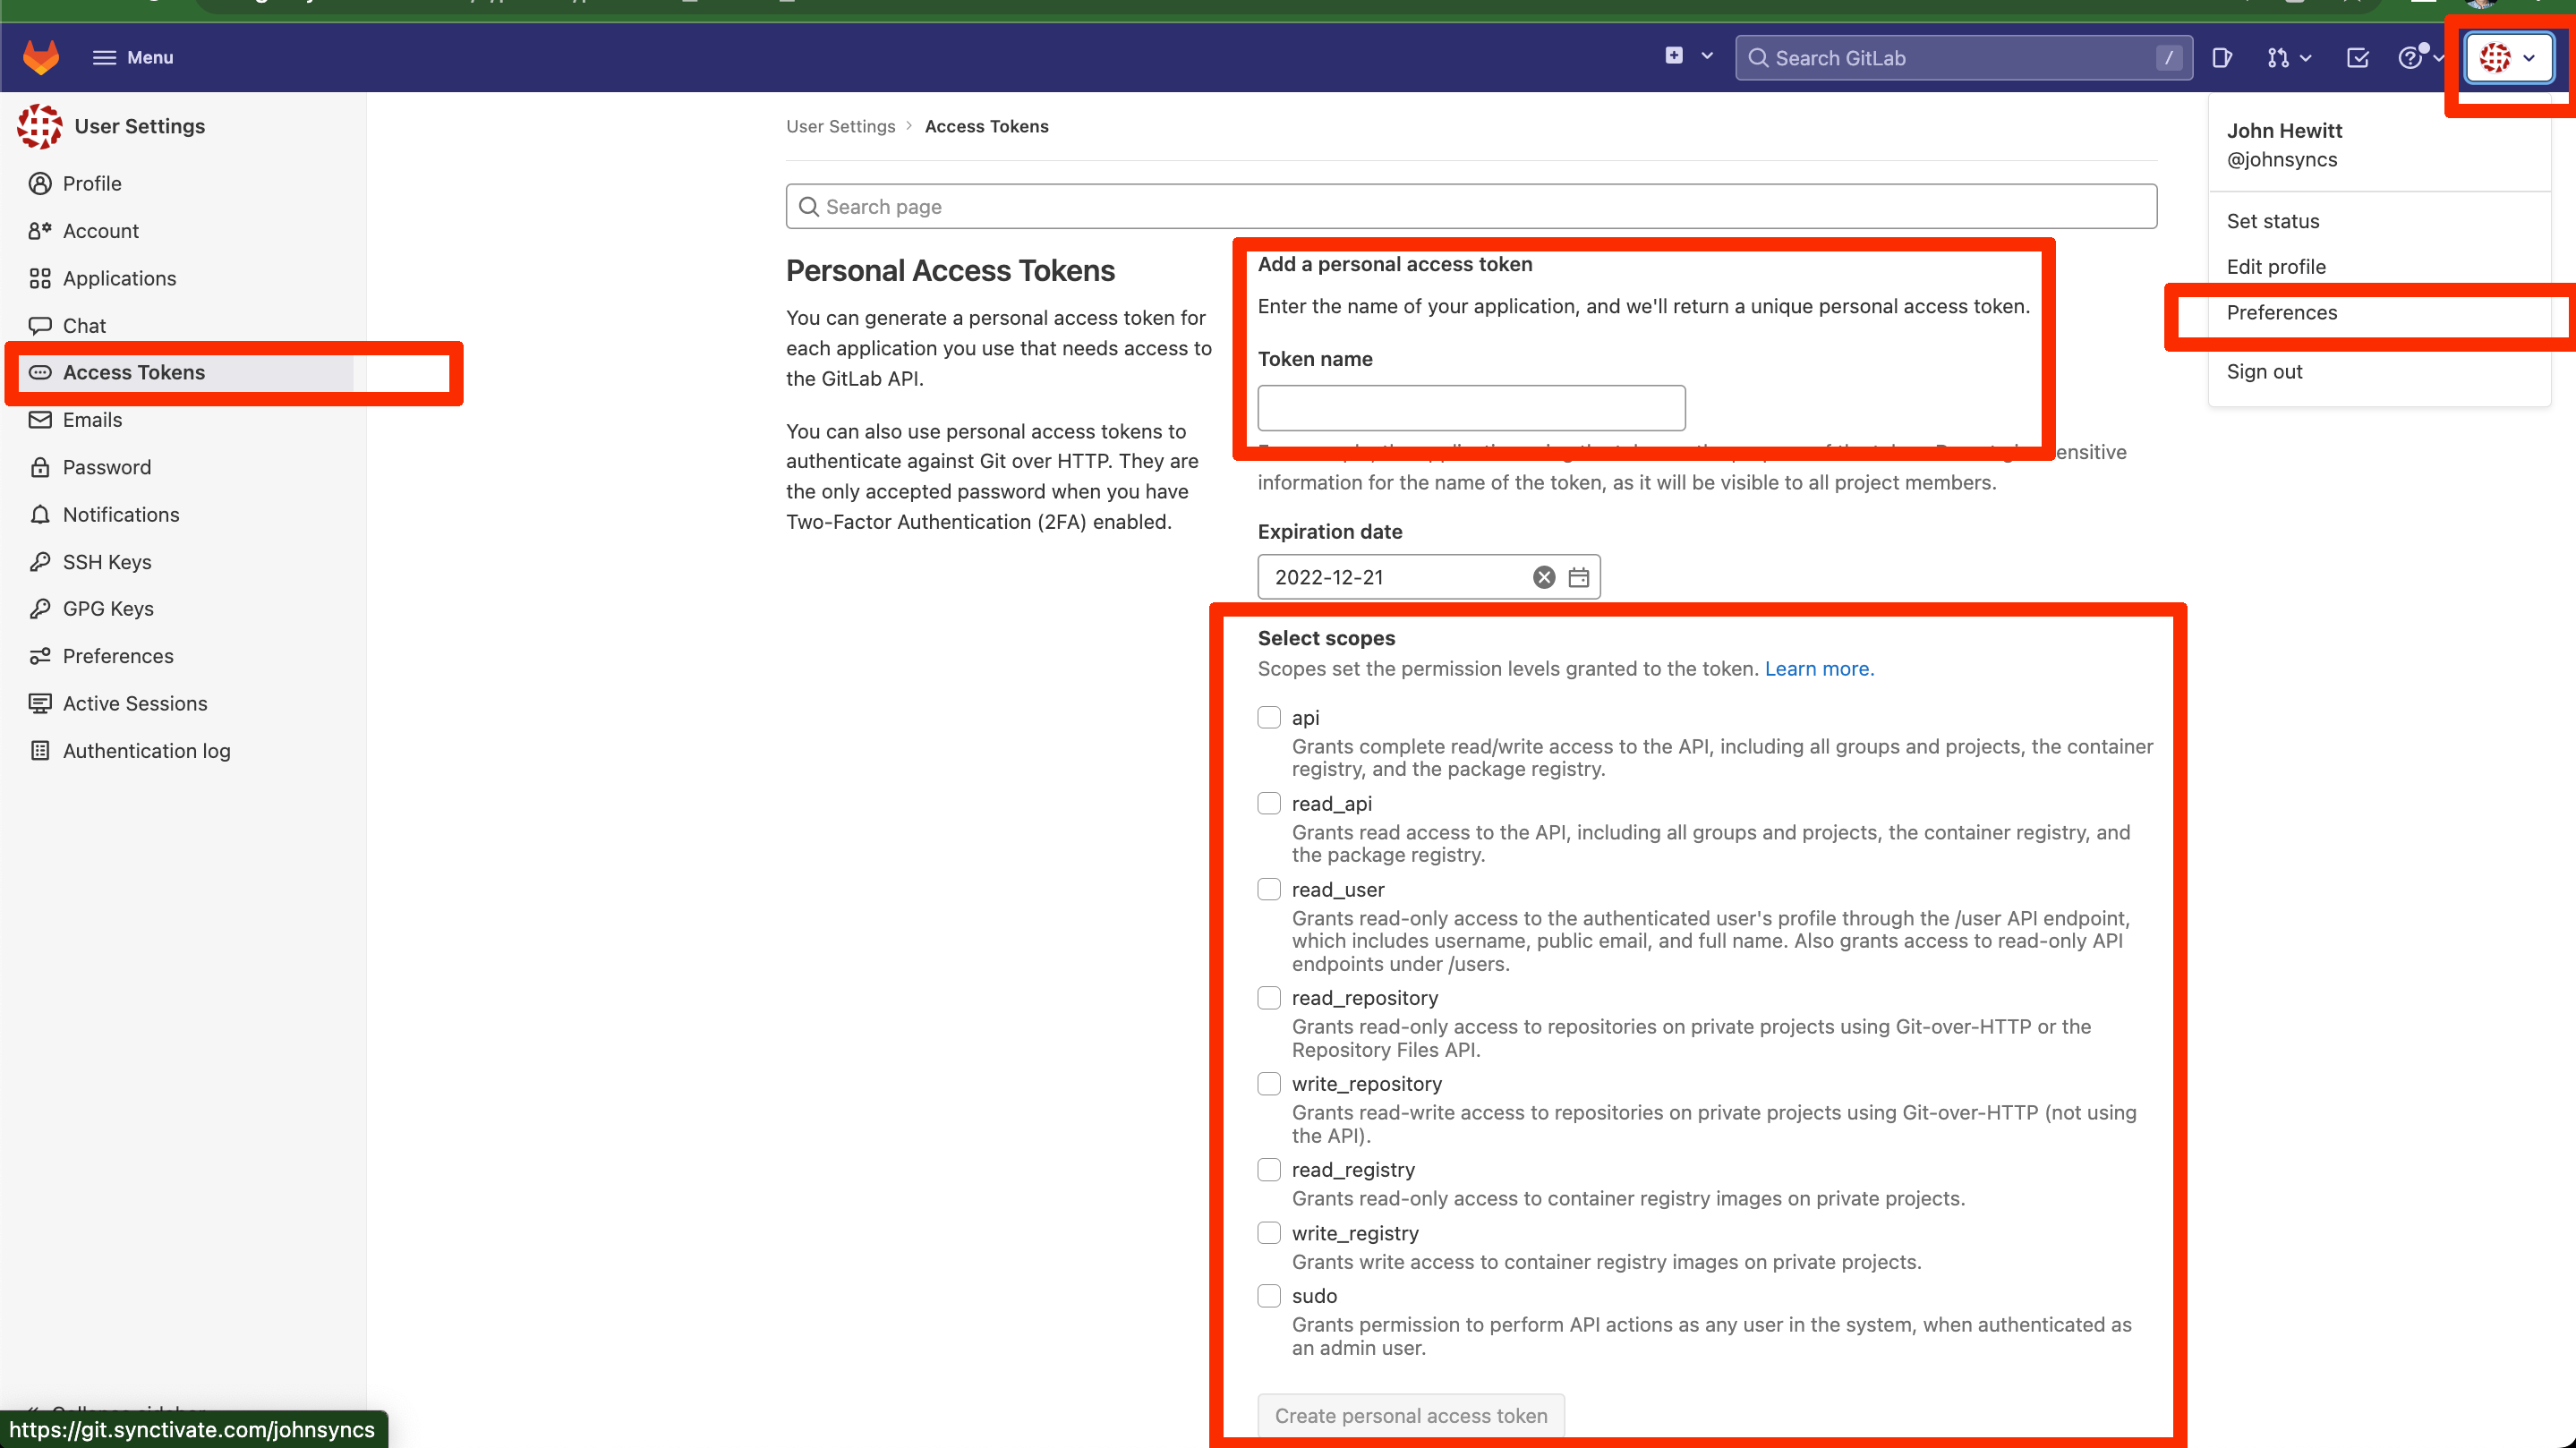 Menu
Search GitLab
/
User Settings
Profile
Account
Applications
Chat
Access Tokens
Emails
Password
Notifications
SSH Keys
GPG Keys
Preferences
Active Sessions
Authentication log
https://git.synctivate.com/johnsyncs
User Settings > Access Tokens
Search page
Personal Access Tokens
You can generate a personal access token for
each application you use that needs access to
the GitLab API.
You can also use personal access tokens to
authenticate against Git over HTTP. They are
the only accepted password when you have
Two-Factor Authentication (2FA) enabled.
Add a personal access token
Enter the name of your application, and we'll return a unique personal access token.
Token name
ensitive
information for the name of the token, as it will be visible to all project members.
Expiration date
2022-12-21
Select scopes
Scopes set the permission levels granted to the token. Learn more.
api
Grants complete read/write access to the API, including all groups and projects, the container
registry, and the package registry.
read_api
Grants read access to the API, including all groups and projects, the container registry, and
the package registry.
read_user
Grants read-only access to the authenticated user's profile through the /user API endpoint,
which includes username, public email, and full name. Also grants access to read-only API
endpoints under /users.
read_repository
Grants read-only access to repositories on private projects using Git-over-HTTP or the
Repository Files API.
write_repository
Grants read-write access to repositories on private projects using Git-over-HTTP (not using
the API).
read_registry
Grants read-only access to container registry images on private projects.
write_registry
Grants write access to container registry images on private projects.
sudo
Grants permission to perform API actions as any user in the system, when authenticated as
an admin user.
Create personal access token
John Hewitt
@johnsyncs
Set status
Edit profile
Preferences
Sign out